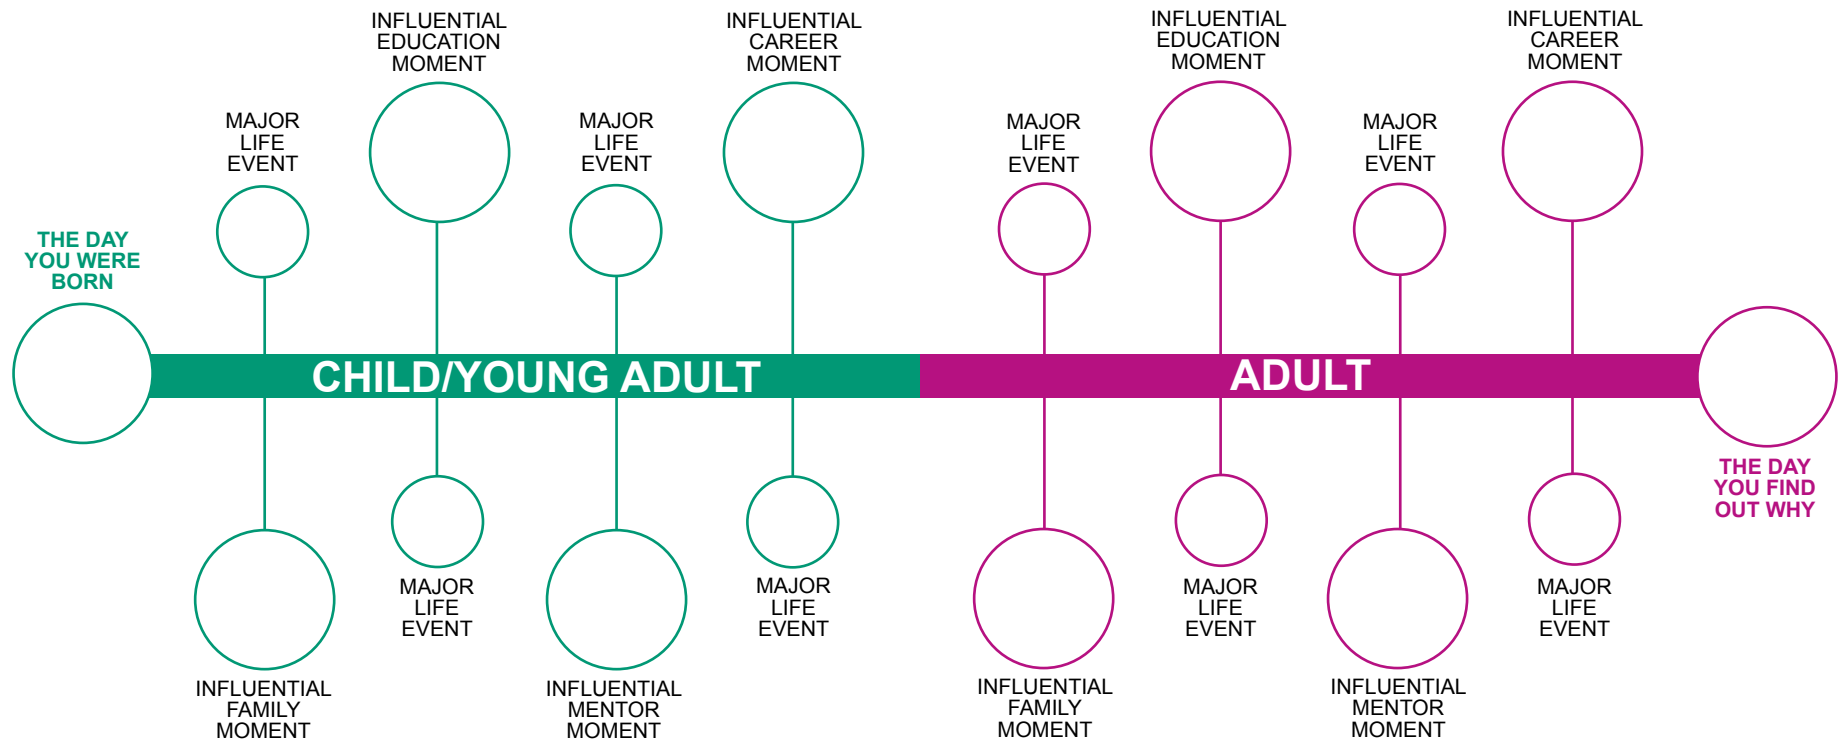 INFLUENTIAL
EDUCATION
MOMENT
INFLUENTIAL
CAREER
MOMENT
INFLUENTIAL
EDUCATION
MOMENT
INFLUENTIAL
CAREER
MOMENT
MAJOR
LIFE
EVENT
MAJOR
LIFE
EVENT
MAJOR
LIFE
EVENT
MAJOR
LIFE
EVENT
THE DAY
YOU WERE
BORN
CHILD/YOUNG ADULT
ADULT
THE DAY
YOU FIND
OUT WHY
MAJOR
LIFE
EVENT
MAJOR
LIFE
EVENT
MAJOR
LIFE
EVENT
MAJOR
LIFE
EVENT
INFLUENTIAL
FAMILY
MOMENT
INFLUENTIAL
MENTOR
MOMENT
INFLUENTIAL
FAMILY
MOMENT
INFLUENTIAL
MENTOR
MOMENT